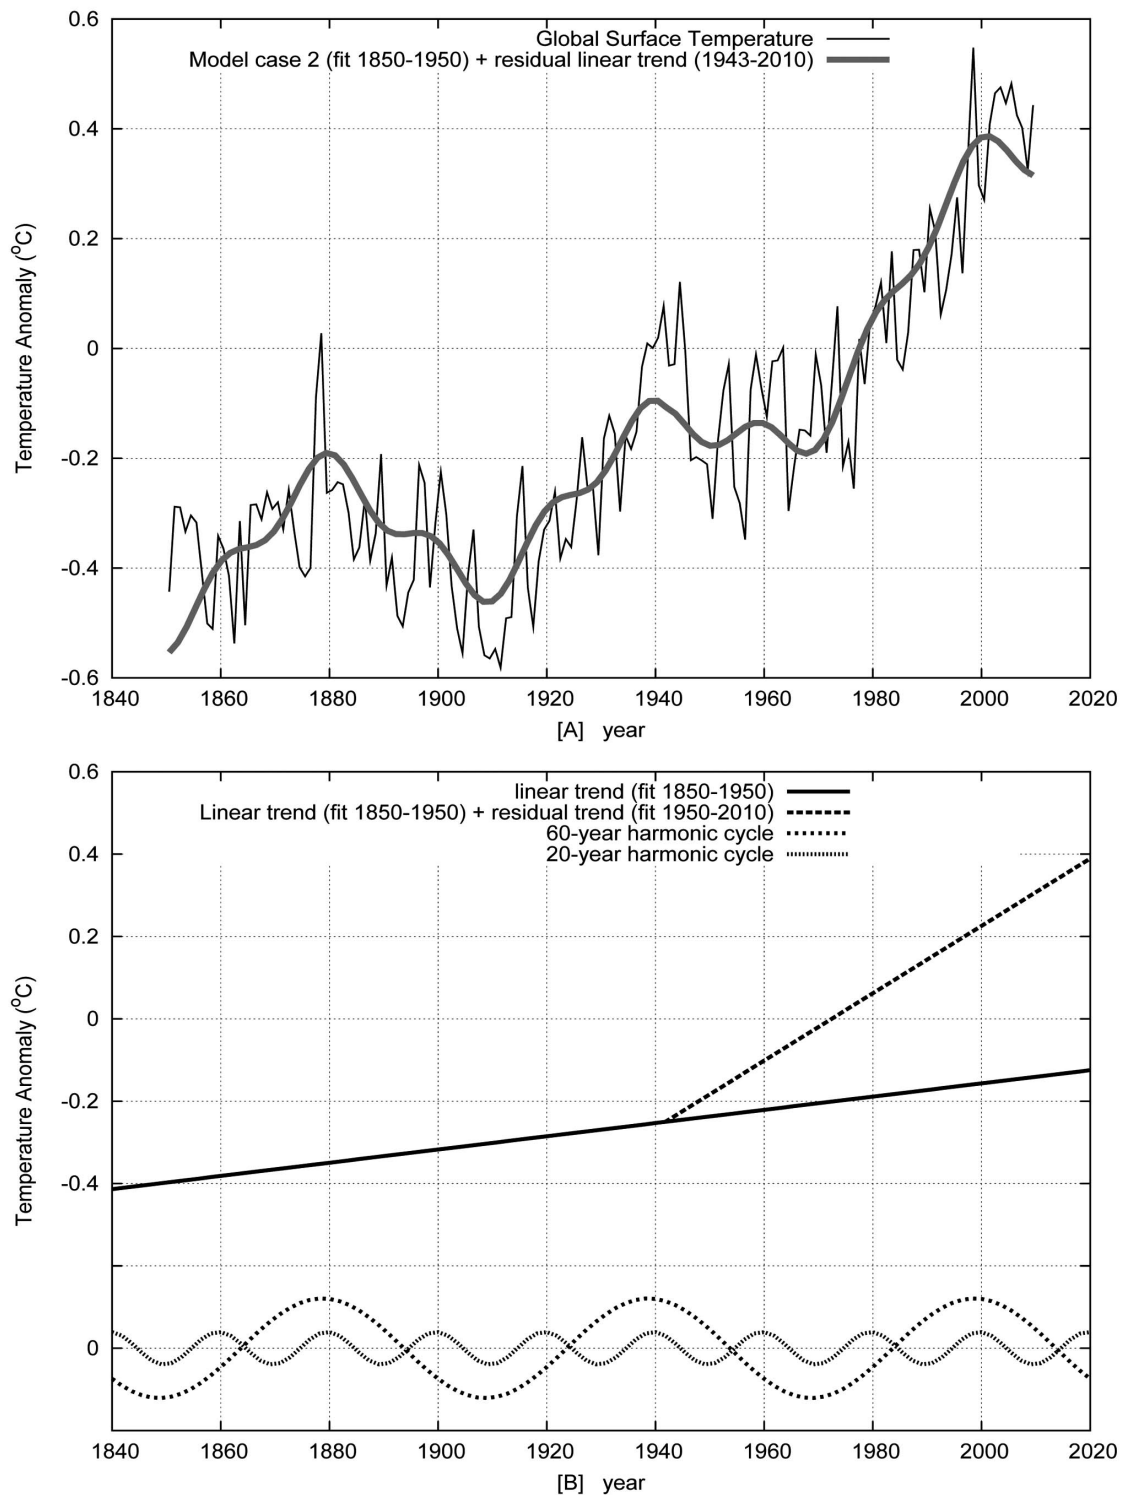 0.6
Global Surface Temperature
Model case 2 (fit 1850-1950) + residual linear trend (1943-2010)
0.4
0.2
0
-0.2
-0.4
-0.6
Temperature Anomaly (°C)
1840 1860 1880 1900 1920 1940 1960 1980 2000 2020
[A] year
0.6
linear trend (fit 1850-1950)
Linear trend (fit 1850-1950) + residual trend (fit 1950-2010)
60-year harmonic cycle
20-year harmonic cycle
0.4
0.2
0
-0.2
-0.4
0
Temperature Anomaly (°C)
1840 1860 1880 1900 1920 1940 1960 1980 2000 2020
[B] year